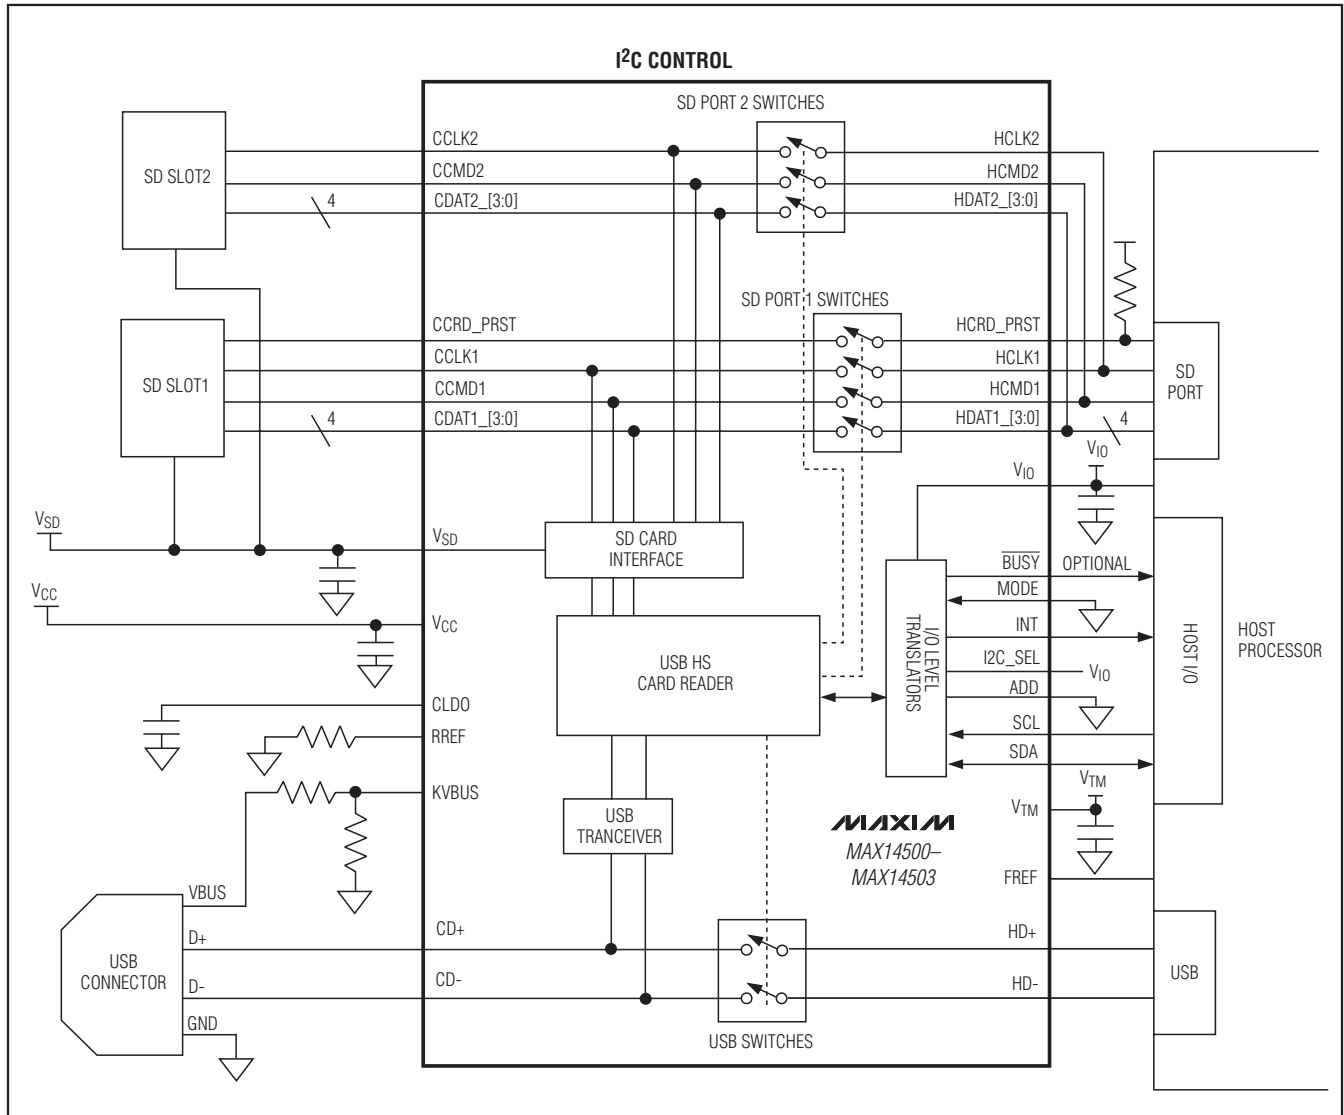 I²C CONTROL
SD PORT 2 SWITCHES
CCLK2
HCLK2
CCMD2
HCMD2
SD SLOT2
4
CDAT2_[3:0]
HDAT2_[3:0]
SD PORT 1 SWITCHES
CCRD_PRST
HCRD_PRST
CCLK1
HCLK1
SD SLOT1
CCMD1
HCMD1
SD
PORT
4
CDAT1_[3:0]
HDAT1_[3:0]
4
VIO
VIO
VSD
VSD
SD CARD
INTERFACE
BUSY
OPTIONAL
VCC
VCC
MODE
USB HS
CARD READER
I/O LEVEL
TRANSLATORS
INT
HOST I/O
HOST
PROCESSOR
I2C_SEL
VIO
ADD
CLDO
SCL
RREF
SDA
KVBUS
VTM
VTM
USB
TRANCEIVER
MAXIM
MAX14500–
MAX14503
FREF
VBUS
D+
CD+
HD+
USB
CONNECTOR
USB
D-
CD-
HD-
GND
USB SWITCHES